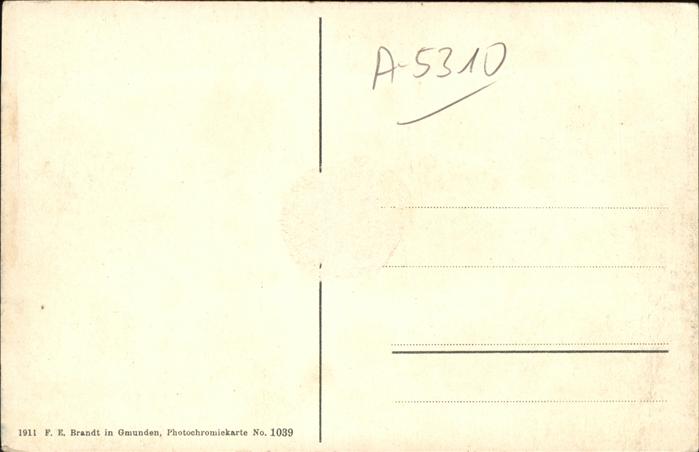 A-5310
1911 F. E. Brandt in Gmunden, Photochromiekarte No. 1039